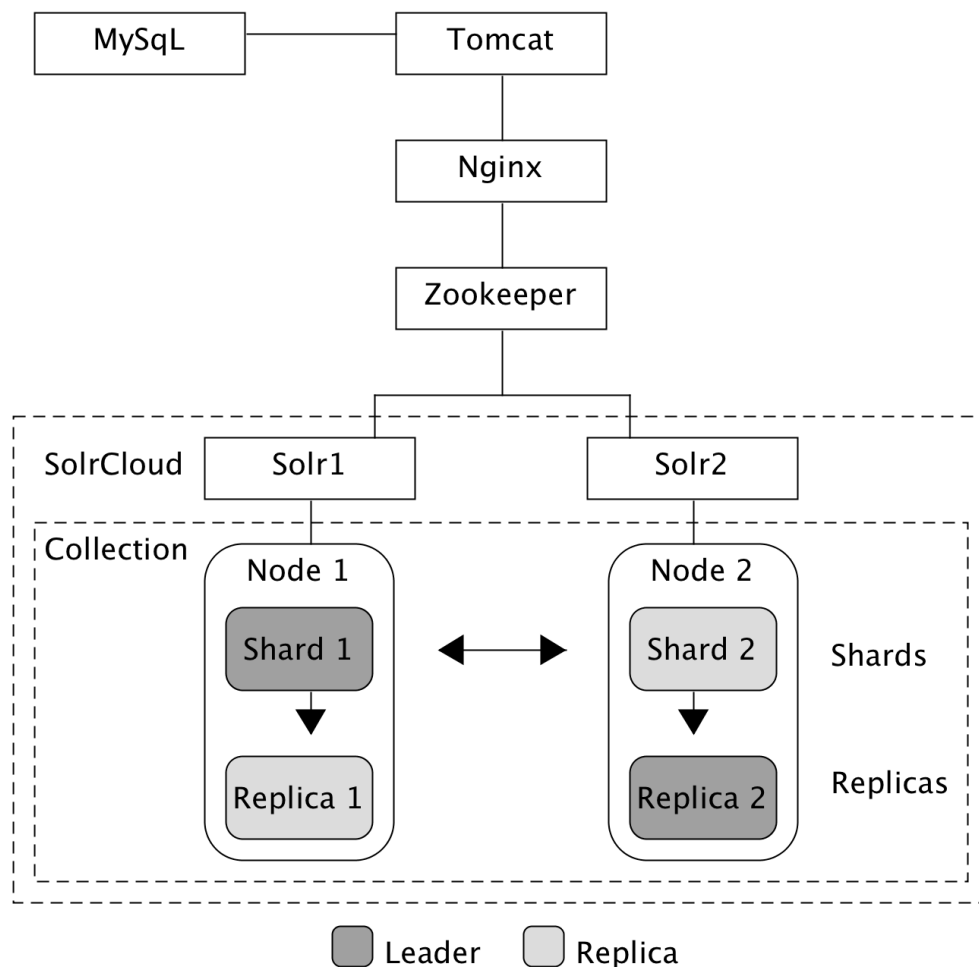 MySqL
Tomcat
Nginx
Zookeeper
SolrCloud
Solr1
Solr2
Collection
Node 1
Node 2
Shard 1
Shard 2
Shards
Replica 1
Replica 2
Replicas
Leader
Replica